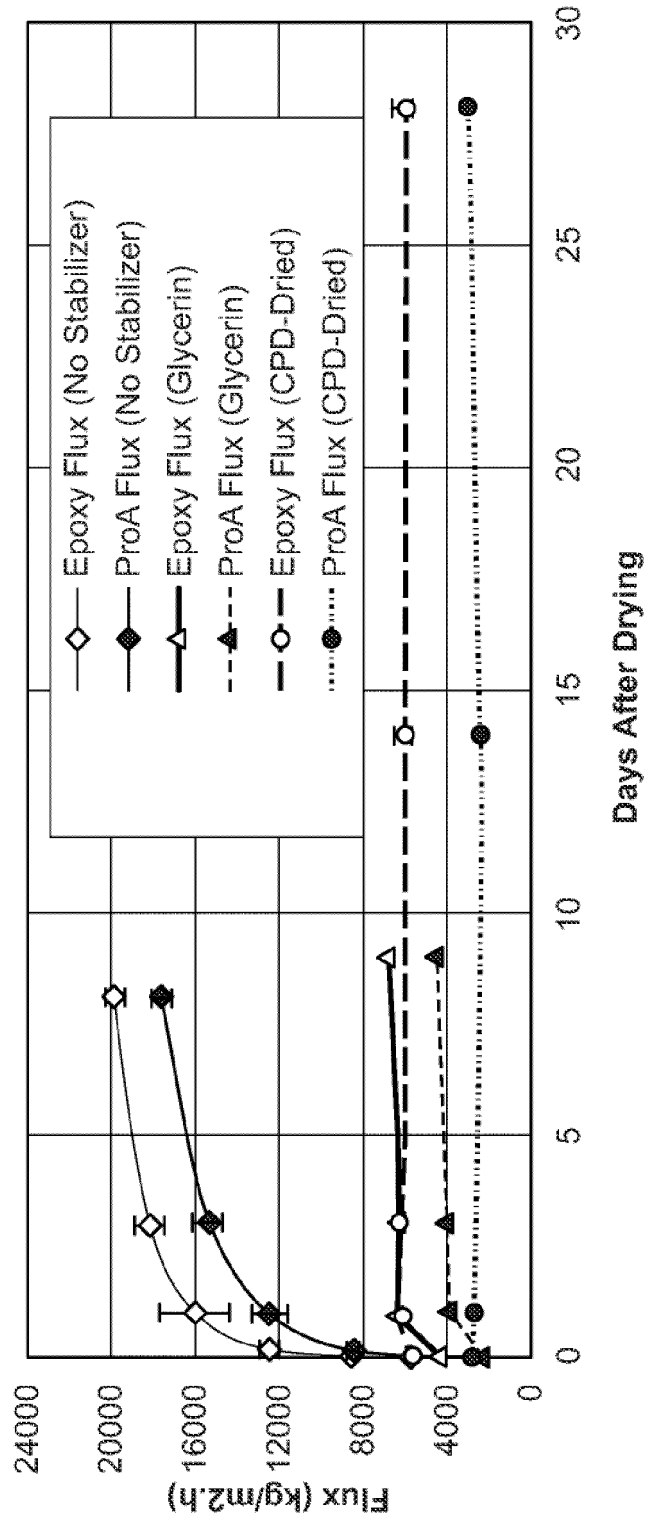 24000
20000
16000
12000
8000
4000
0
Flux (kg/m2.h)
Epoxy Flux (No Stabilizer)
ProA Flux (No Stabilizer)
Epoxy Flux (Glycerin)
ProA Flux (Glycerin)
Epoxy Flux (CPD-Dried)
ProA Flux (CPD-Dried)
0
5
10
15
20
25
30
Days After Drying